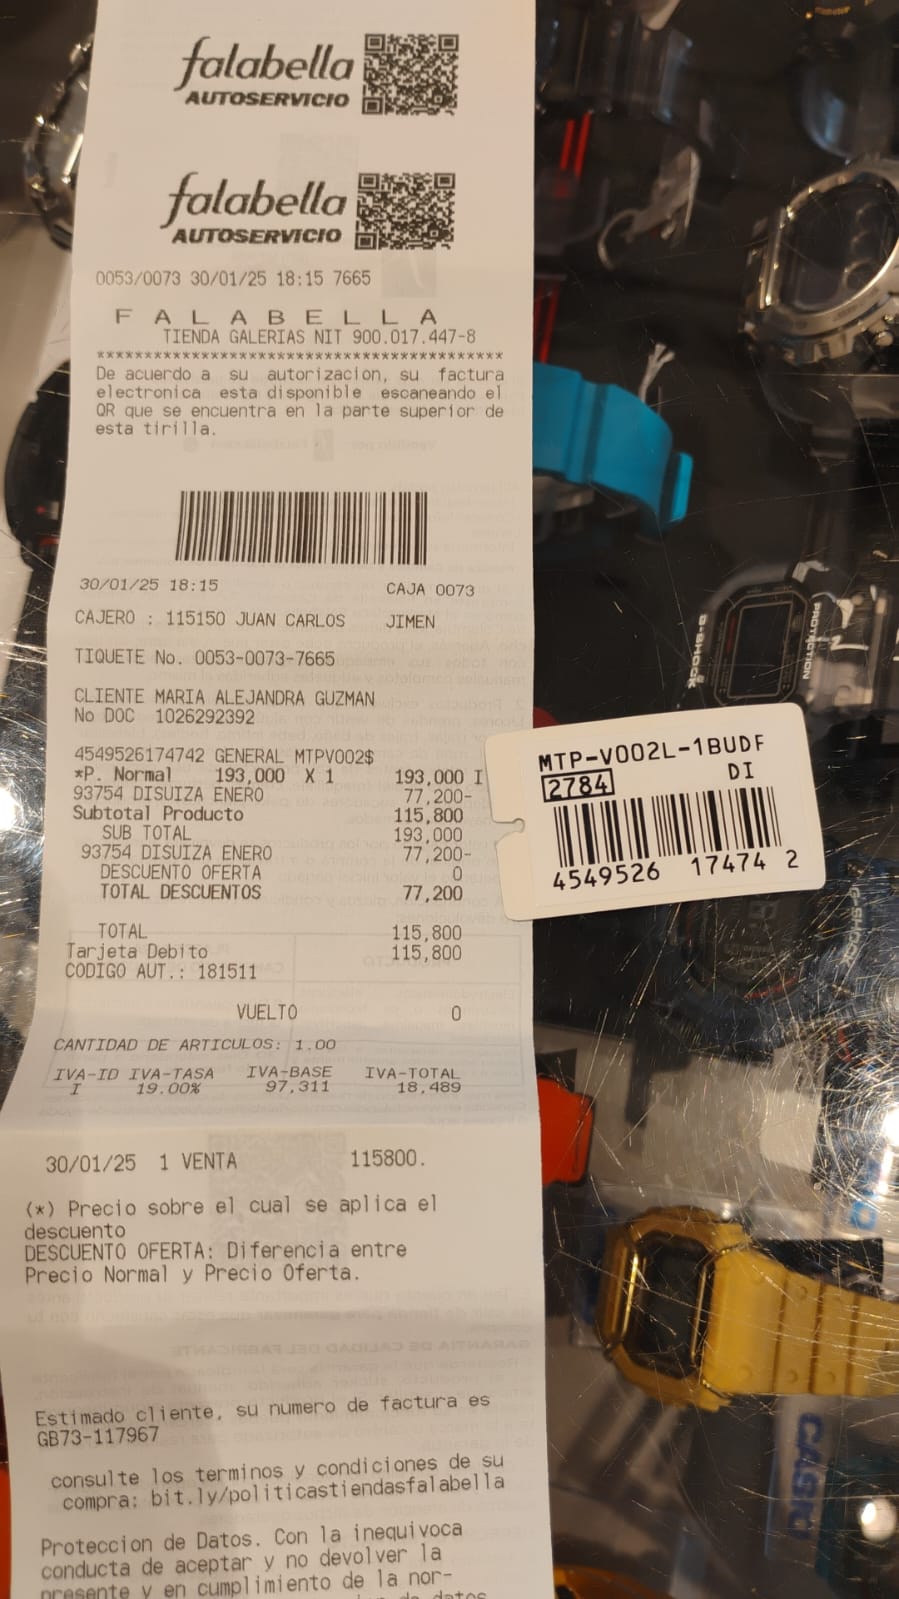 falabella
AUTOSERVICIO
falabella
AUTOSERVICIO
0053/0073 30/01/25 18:15 7665
F A L A B E L L A
TIENDA GALERIAS NIT 900.017.447-8
*******************************************
De acuerdo a su autorizacion, su factura
electronica esta disponible escaneando el
QR que se encuentra en la parte superior de
esta tirilla.
30/01/25 18:15 CAJA 0073
CAJERO : 115150 JUAN CARLOS JIMEN
TIQUETE No. 0053-0073-7665
CLIENTE MARIA ALEJANDRA GUZMAN
No DOC 1026292392
4549526174742 GENERAL MTPV002$
*P. Normal 193,000 X 1 193,000 I
93754 DISUIZA ENERO 77,200-
Subtotal Producto 115,800
SUB TOTAL 193,000
93754 DISUIZA ENERO 77,200-
DESCUENTO OFERTA 0
TOTAL DESCUENTOS 77,200
TOTAL 115,800
Tarjeta Debito 115,800
CODIGO AUT.: 181511
VUELTO 0
CANTIDAD DE ARTICULOS: 1.00
IVA-ID IVA-TASA IVA-BASE IVA-TOTAL
I 19.00% 97,311 18,489
30/01/25 1 VENTA 115800.
(*) Precio sobre el cual se aplica el
descuento
DESCUENTO OFERTA: Diferencia entre
Precio Normal y Precio Oferta.
Estimado cliente, su numero de factura es
GB73-117967
consulte los terminos y condiciones de su
compra: bit.ly/politicastiendasfalabella
Proteccion de Datos. Con la inequivoca
conducta de aceptar y no devolver la
presente y en cumplimiento de la nor-
de datos
MTP-V002L-1BUDF
2784 DI
4549526 17474 2
G-SHOCK
PROTECTION
G-SHOCK
CASIO